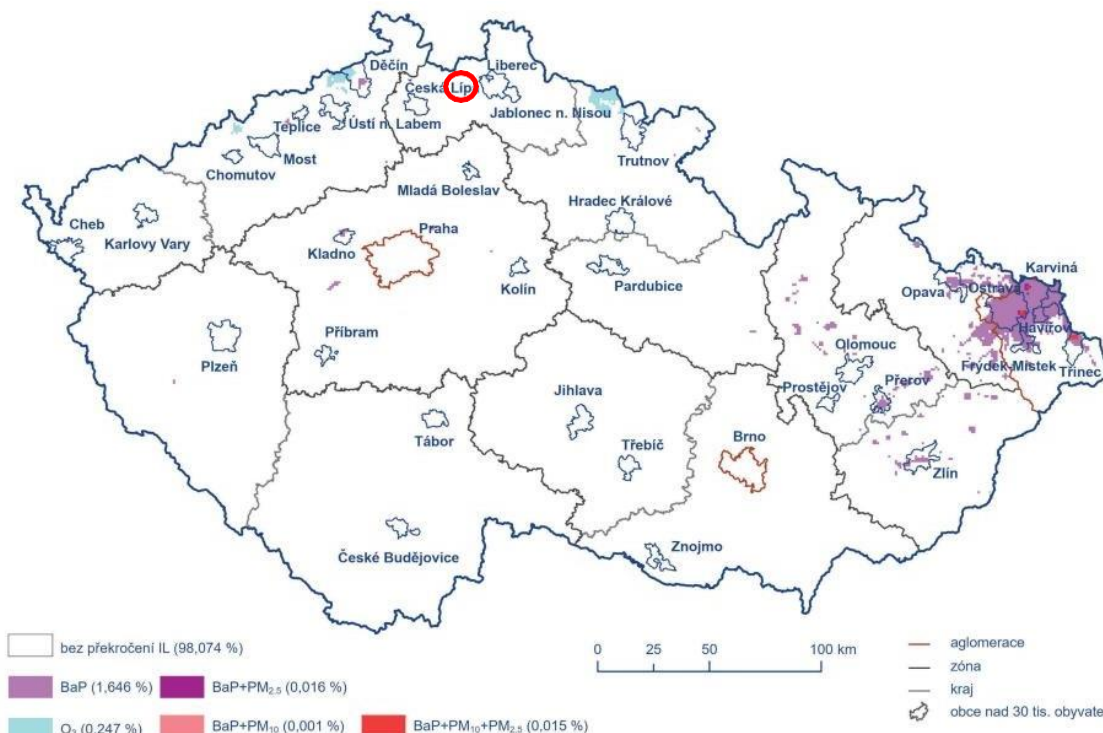 Děčín
Liberec
Česká Líp
Jablonec n. Nisou
Teplice
Ústí n. Labem
Most
Chomutov
Trutnov
Mladá Boleslav
Hradec Králové
Cheb
Karlovy Vary
Praha
Kladno
Kolín
Pardubice
Karviná
Opava
Ostrava
Havířov
Příbram
Plzeň
Olomouc
Frýdek-Místek
Třinec
Prostějov
Přerov
Jihlava
Tábor
Třebíč
Brno
Zlín
České Budějovice
Znojmo
bez překročení IL (98,074 %)
BaP (1,646 %)
BaP+PM2.5 (0,016 %)
O3 (0,247 %)
BaP+PM10 (0,001 %)
BaP+PM10+PM2.5 (0,015 %)
0 25 50 100 km
aglomerace
zóna
kraj
obce nad 30 tis. obyvate